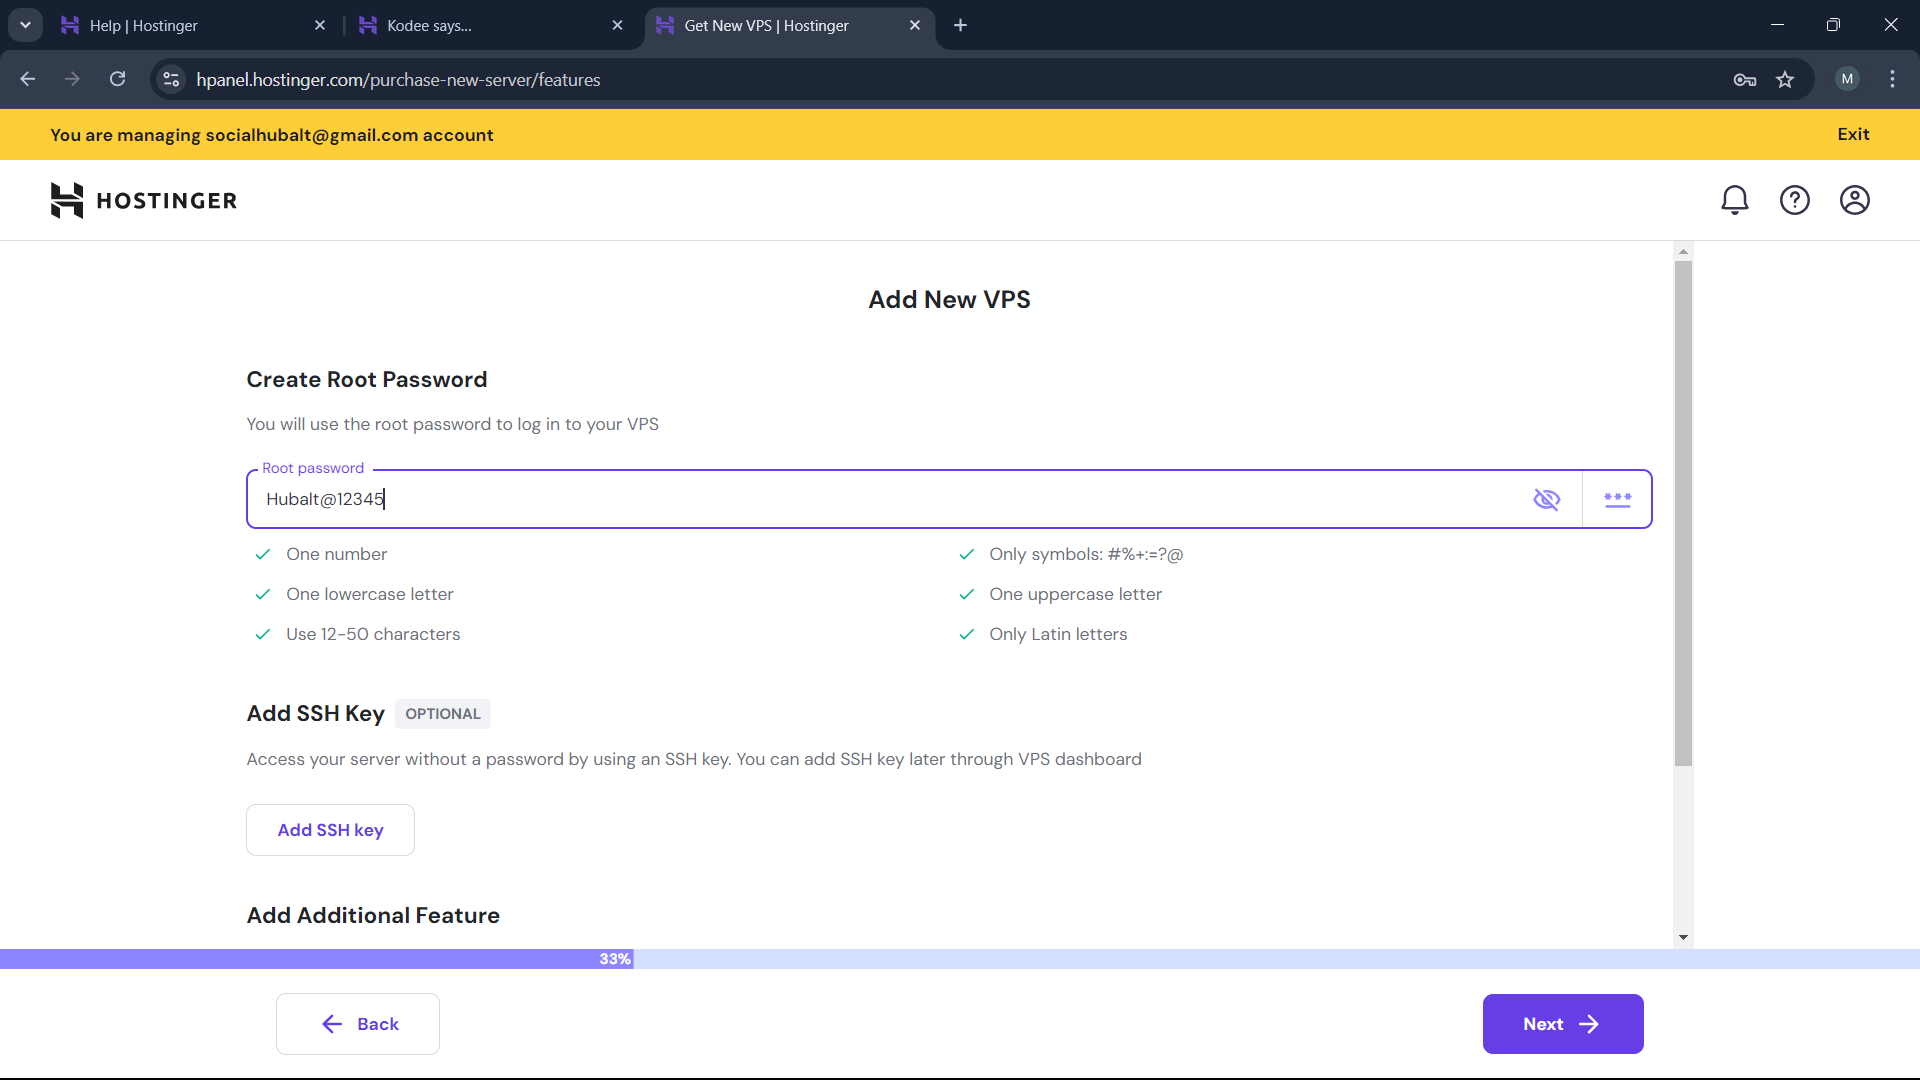 Help | Hostinger
Kodee says...
Get New VPS | Hostinger
hpanel.hostinger.com/purchase-new-server/features
M
You are managing socialhubalt@gmail.com account
Exit
HOSTINGER
Add New VPS
Create Root Password
You will use the root password to log in to your VPS
Root password
Hubalt@12345
One number
Only symbols: #%+:=?@
One lowercase letter
One uppercase letter
Use 12-50 characters
Only Latin letters
Add SSH Key OPTIONAL
Access your server without a password by using an SSH key. You can add SSH key later through VPS dashboard
Add SSH key
Add Additional Feature
33%
Back
Next